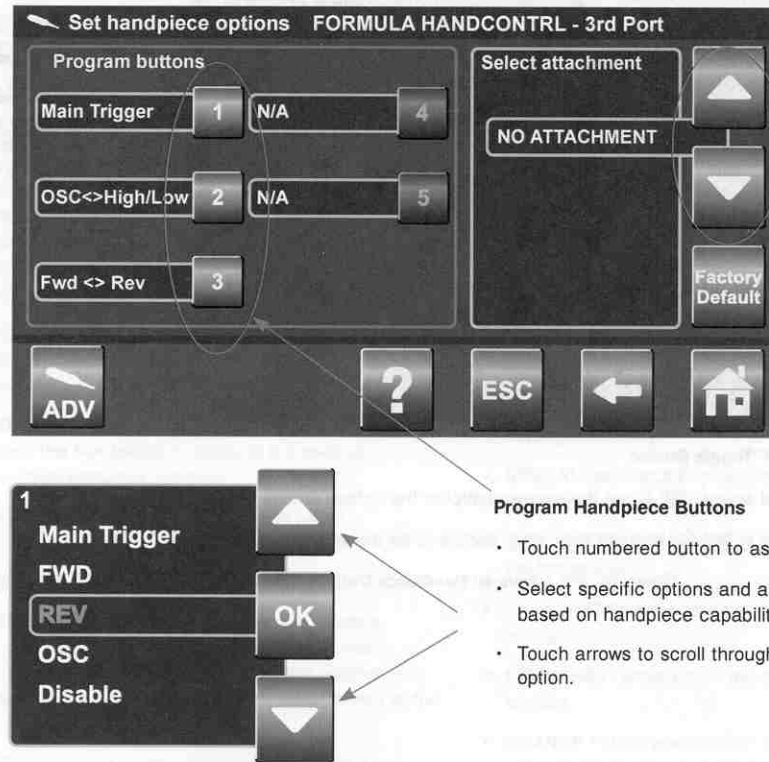 Set handpiece options FORMULA HANDCONTRL - 3rd Port
Program buttons
Select attachment
Main Trigger 1 N/A 4
NO ATTACHMENT
OSC<>High/Low 2 N/A 5
Fwd <> Rev 3
Factory
Default
ADV ? ESC
1
Main Trigger
FWD
REV OK
OSC
Disable
Program Handpiece Buttons
• Touch numbered button to as
• Select specific options and a
based on handpiece capabilit
• Touch arrows to scroll through
option.